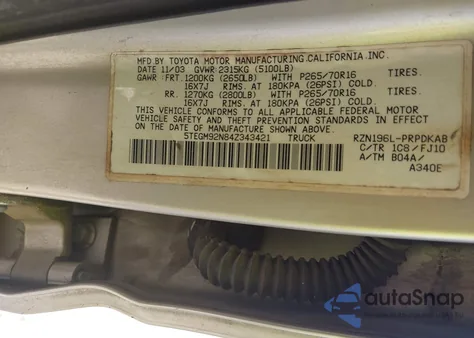 MFD. BY TOYOTA MOTOR MANUFACTURING, CALIFORNIA, INC.
DATE 11/03 GVWR 2315KG (5100LB)
GAWR: FRT. 1200KG (2650LB) WITH P265/70R16 TIRES.
16X7J RIMS. AT 180KPA (26PSI) COLD.
RR. 1270KG (2800LB) WITH P265/70R16 TIRES.
16X7J RIMS. AT 180KPA (26PSI) COLD.
THIS VEHICLE CONFORMS TO ALL APPLICABLE FEDERAL MOTOR
VEHICLE SAFETY AND THEFT PREVENTION STANDARDS IN
EFFECT ON THE DATE OF MANUFACTURE SHOWN ABOVE.
5TEGM92N84Z343421 TRUCK RZN196L-PRPDKAB
C/TR 1C8 / FJ10
A/TM B04A /
A340E
autoSnap